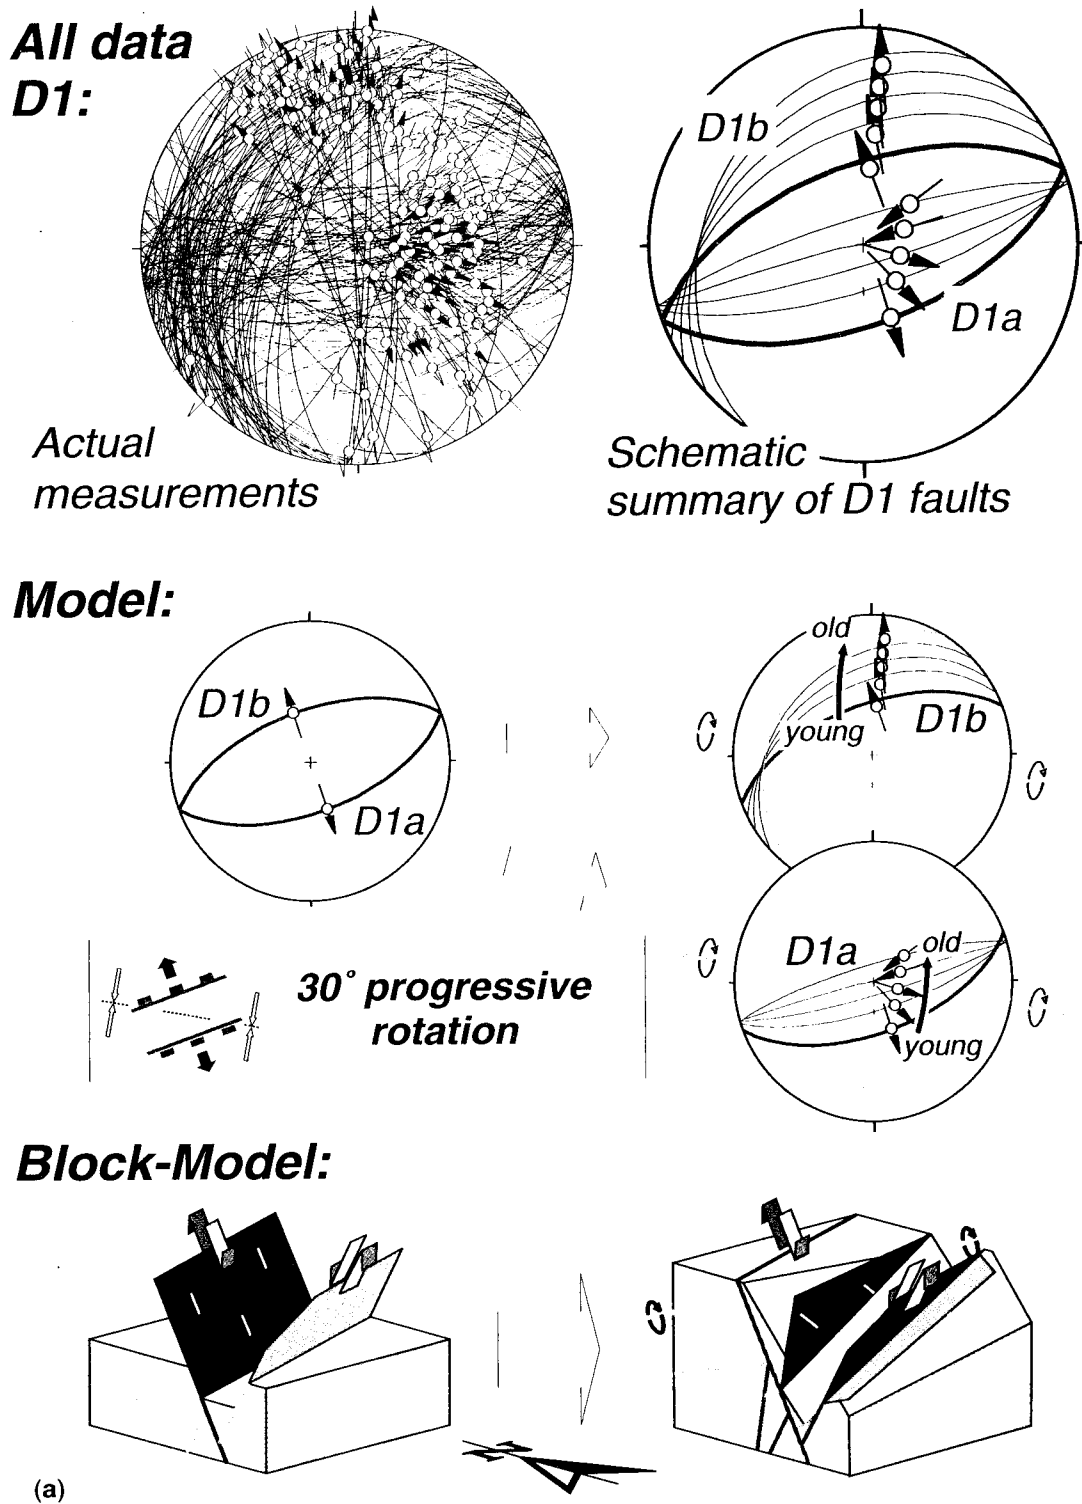 All data
D1:
D1b
D1a
Actual
measurements
Schematic
summary of D1 faults
Model:
D1b
D1a
old
young
D1b
30° progressive
rotation
D1a
old
young
Block-Model:
N
(a)